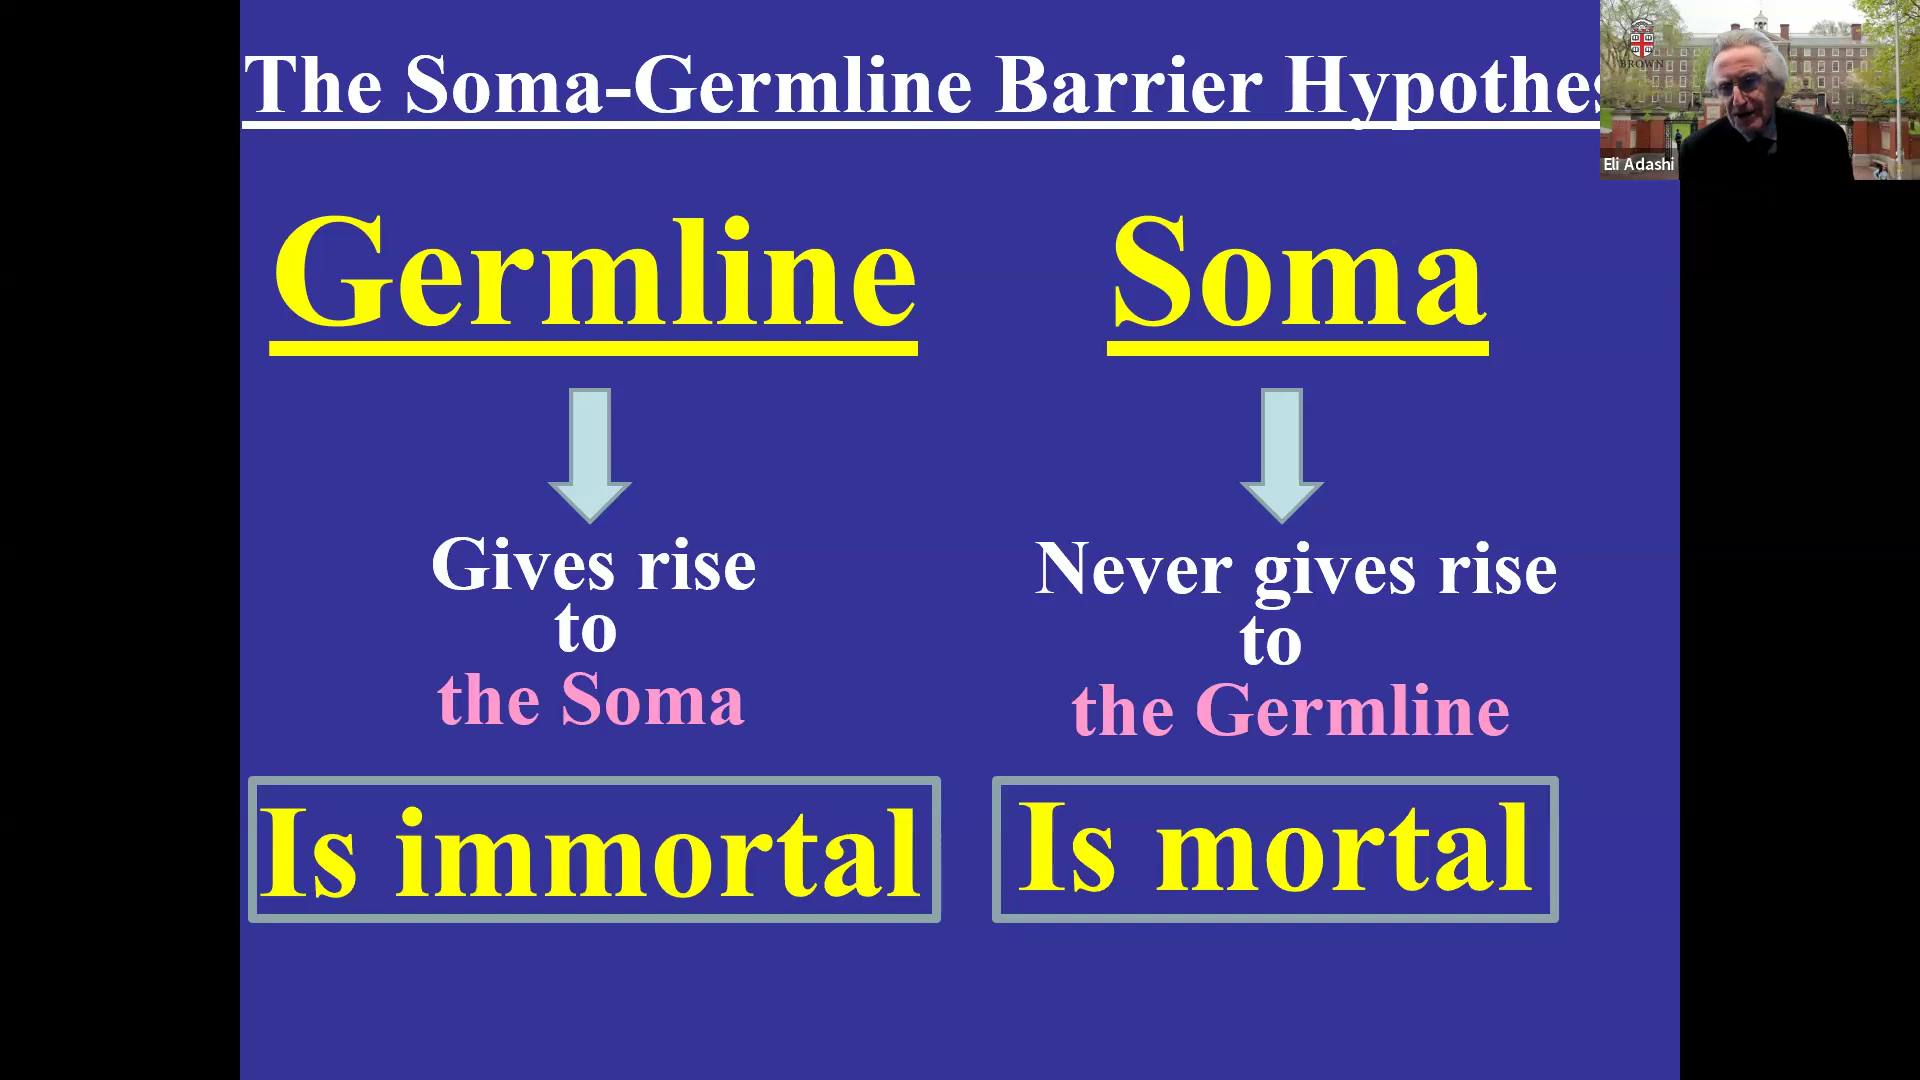 The Soma-Germline Barrier Hypothes
BROWN
Eli Adashi
Germline
Soma
Gives rise
to
the Soma
Never gives rise
to
the Germline
Is immortal
Is mortal